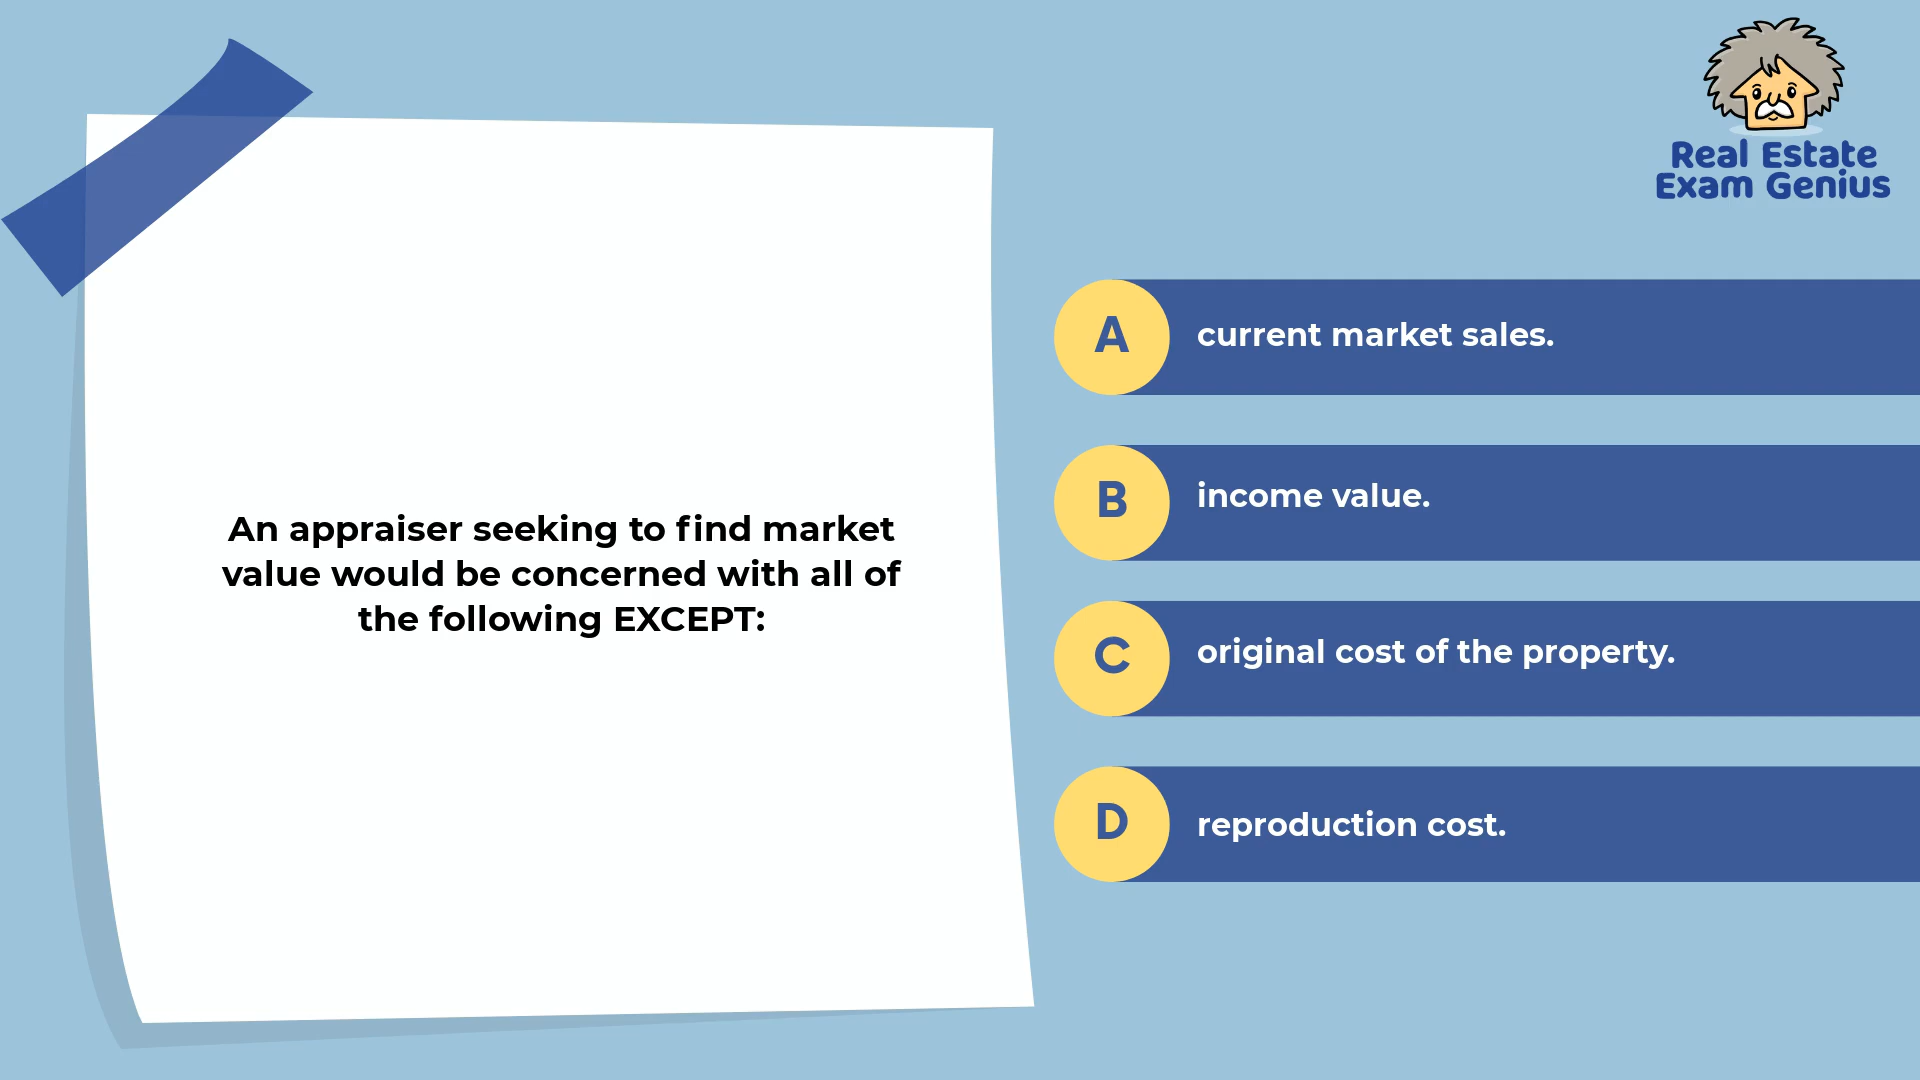 Real Estate
Exam Genius
An appraiser seeking to find market
value would be concerned with all of
the following EXCEPT:
A
current market sales.
B
income value.
C
original cost of the property.
D
reproduction cost.